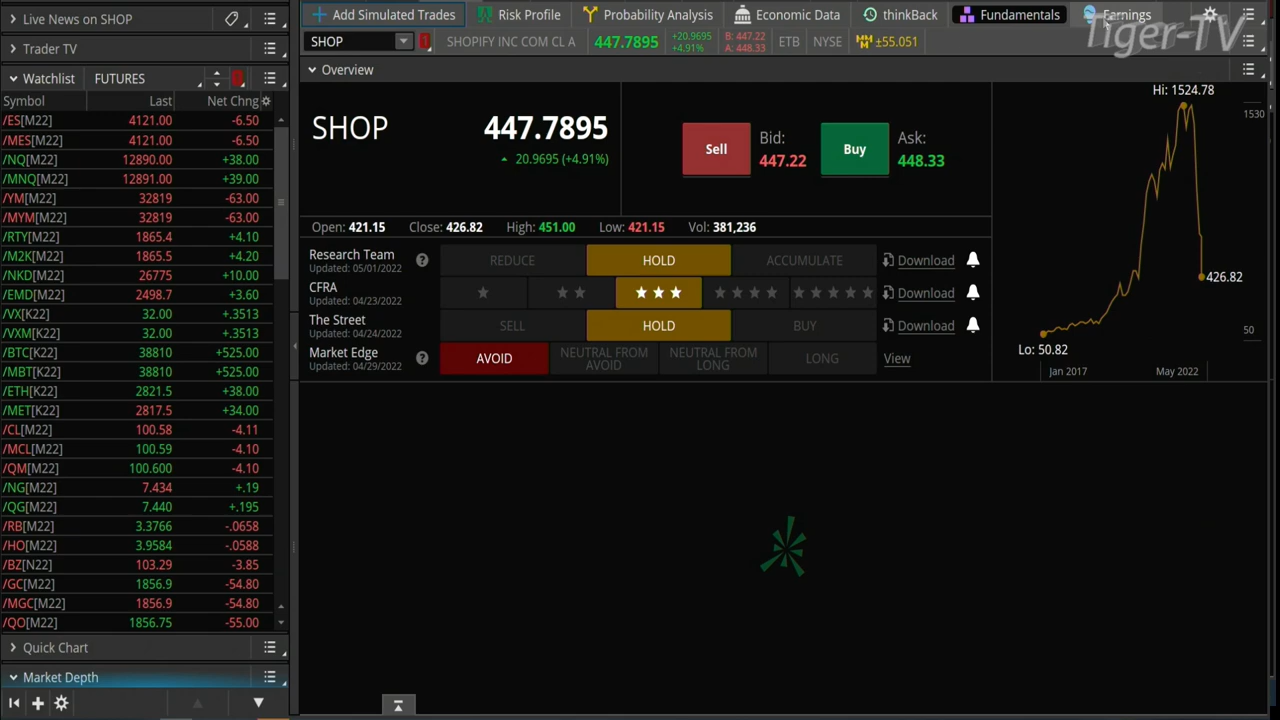 Live News on SHOP
Trader TV
Watchlist FUTURES
Symbol Last Net Chng
/ES[M22] 4121.00 -6.50
/MES[M22] 4121.00 -6.50
/NQ[M22] 12890.00 +38.00
/MNQ[M22] 12891.00 +39.00
/YM[M22] 32819 -63.00
/MYM[M22] 32819 -63.00
/RTY[M22] 1865.4 +4.10
/M2K[M22] 1865.5 +4.20
/NKD[M22] 26775 +10.00
/EMD[M22] 2498.7 +3.60
/VX[M22] 32.00 +.3513
/VXM[M22] 32.00 +.3513
/BTC[K22] 38810 +525.00
/MBT[K22] 38810 +525.00
/ETH[K22] 2821.5 +38.00
/MET[K22] 2817.5 +34.00
/CL[M22] 100.58 -4.11
/MCL[M22] 100.59 -4.10
/QM[M22] 100.600 -4.10
/NG[M22] 7.434 +.19
/QG[M22] 7.440 +.195
/RB[M22] 3.3766 -.0658
/HO[M22] 3.9584 -.0588
/BZ[N22] 103.29 -3.85
/GC[M22] 1856.9 -54.80
/MGC[M22] 1856.9 -54.80
/QO[M22] 1856.75 -55.00
Quick Chart
Market Depth
Add Simulated Trades Risk Profile Probability Analysis Economic Data thinkBack Fundamentals Earnings
Tiger-TV
SHOP SHOPIFY INC COM CL A 447.7895 +20.9695 +4.91% B: 447.22 A: 448.33 ETB NYSE ±55.051
Overview
SHOP 447.7895
20.9695 (+4.91%)
Sell Bid: 447.22 Buy Ask: 448.33
Open: 421.15 Close: 426.82 High: 451.00 Low: 421.15 Vol: 381,236
Research Team Updated: 05/01/2022 REDUCE HOLD ACCUMULATE Download
CFRA Updated: 04/23/2022 Download
The Street Updated: 04/24/2022 SELL HOLD BUY Download
Market Edge Updated: 04/29/2022 AVOID NEUTRAL FROM AVOID NEUTRAL FROM LONG LONG View
Hi: 1524.78
1530
426.82
50
Lo: 50.82
Jan 2017 May 2022